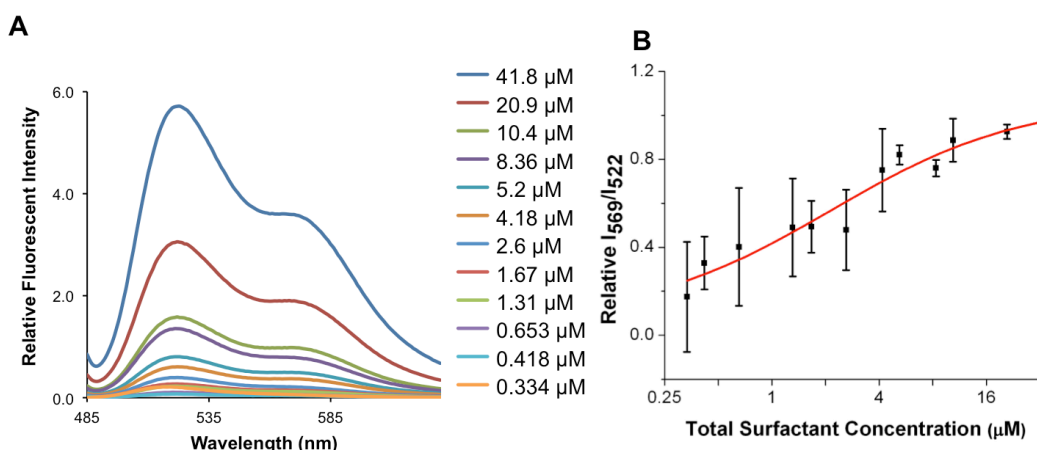 A
Relative Fluorescent Intensity
6.0
4.0
2.0
0.0
485
535
585
Wavelength (nm)
41.8 µM
20.9 µM
10.4 µM
8.36 µM
5.2 µM
4.18 µM
2.6 µM
1.67 µM
1.31 µM
0.653 µM
0.418 µM
0.334 µM
B
Relative I569/I522
1.2
0.8
0.4
0.0
0.25
1
4
16
Total Surfactant Concentration (µM)